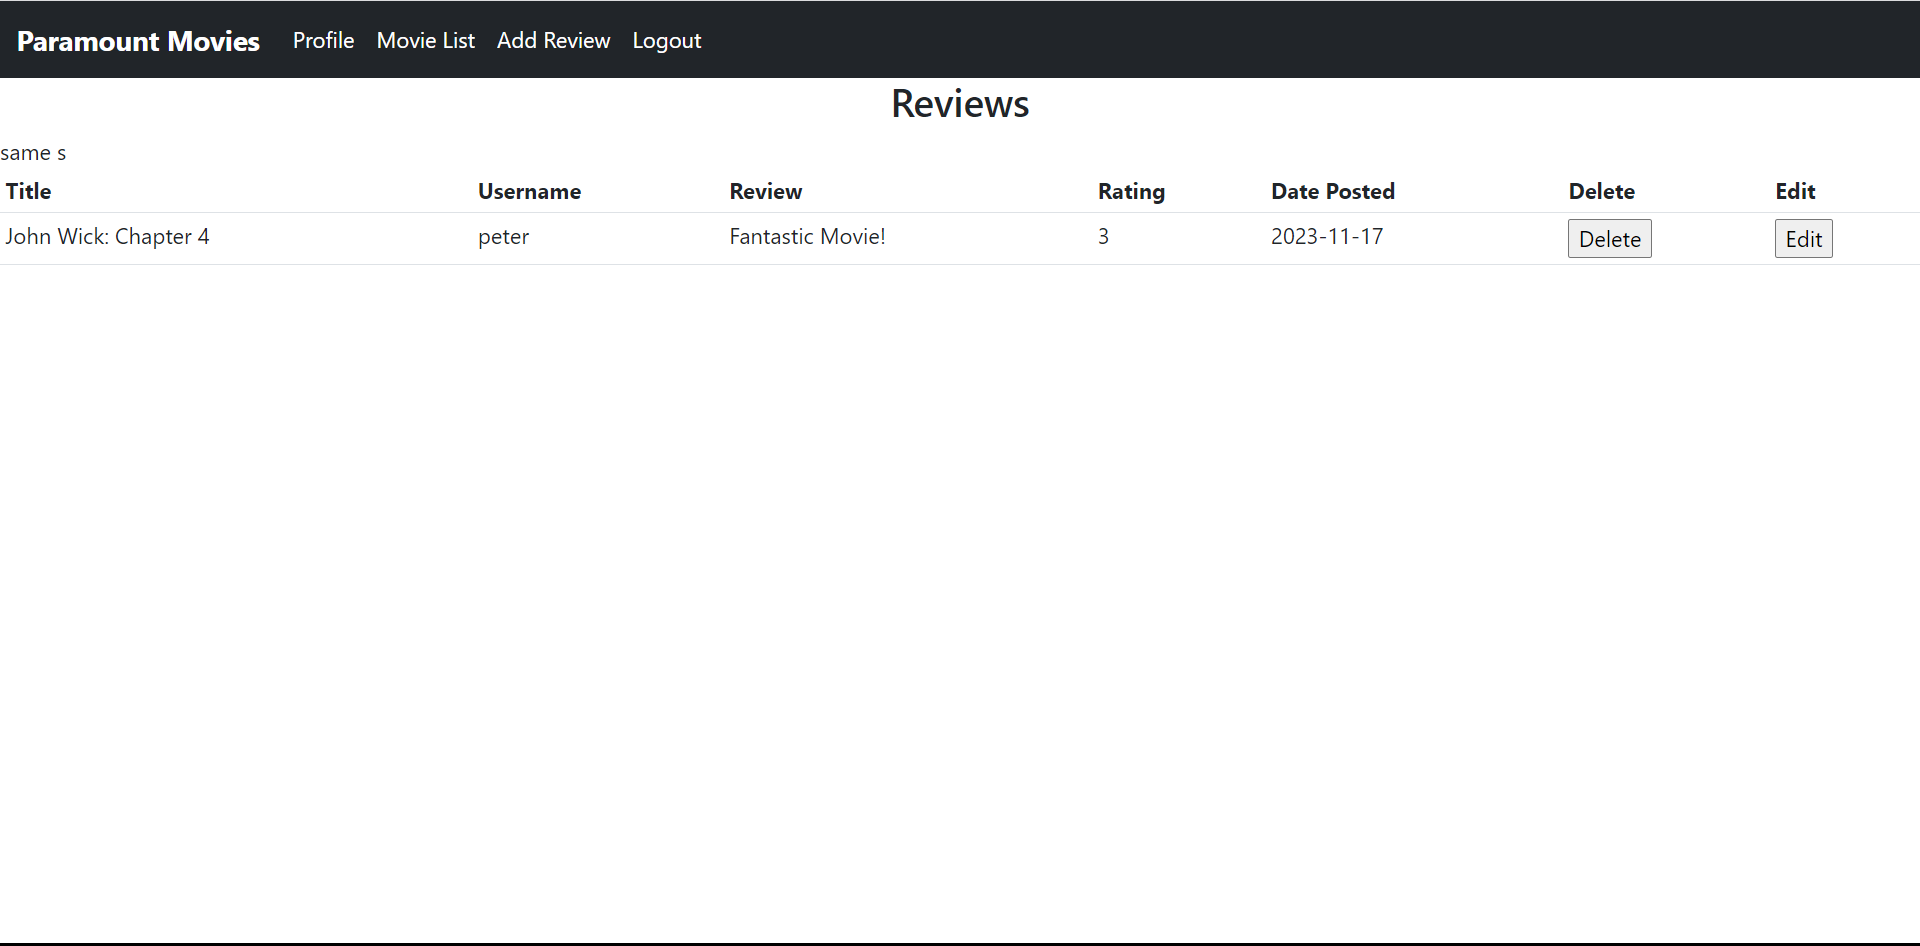 Paramount Movies Profile Movie List Add Review Logout
Reviews
same s
Title Username Review Rating Date Posted Delete Edit
John Wick: Chapter 4 peter Fantastic Movie! 3 2023-11-17 Delete Edit